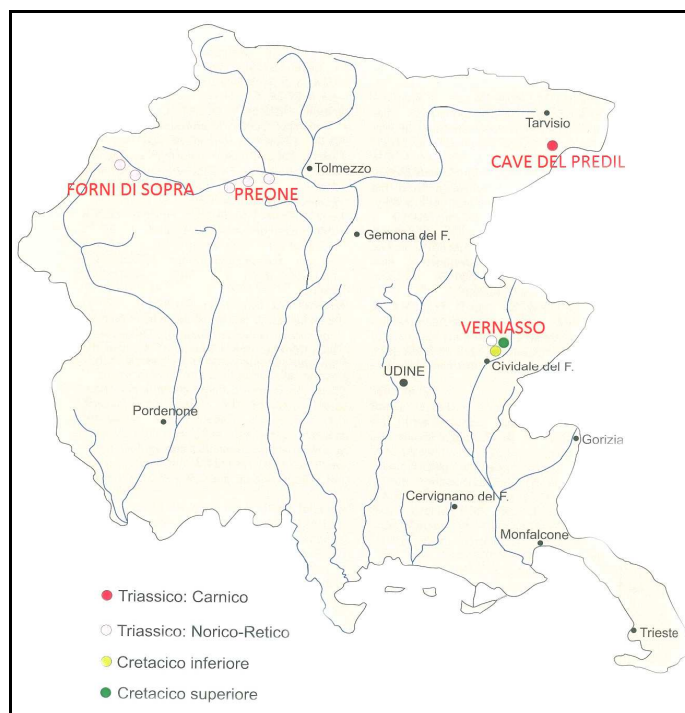 Tarvisio
CAVE DEL PREDIL
Tolmezzo
FORNI DI SOPRA
PREONE
Gemona del F.
VERNASSO
Cividale del F.
UDINE
Pordenone
Gorizia
Cervignano del F.
Monfalcone
Trieste
Triassico: Carnico
Triassico: Norico-Retico
Cretacico inferiore
Cretacico superiore